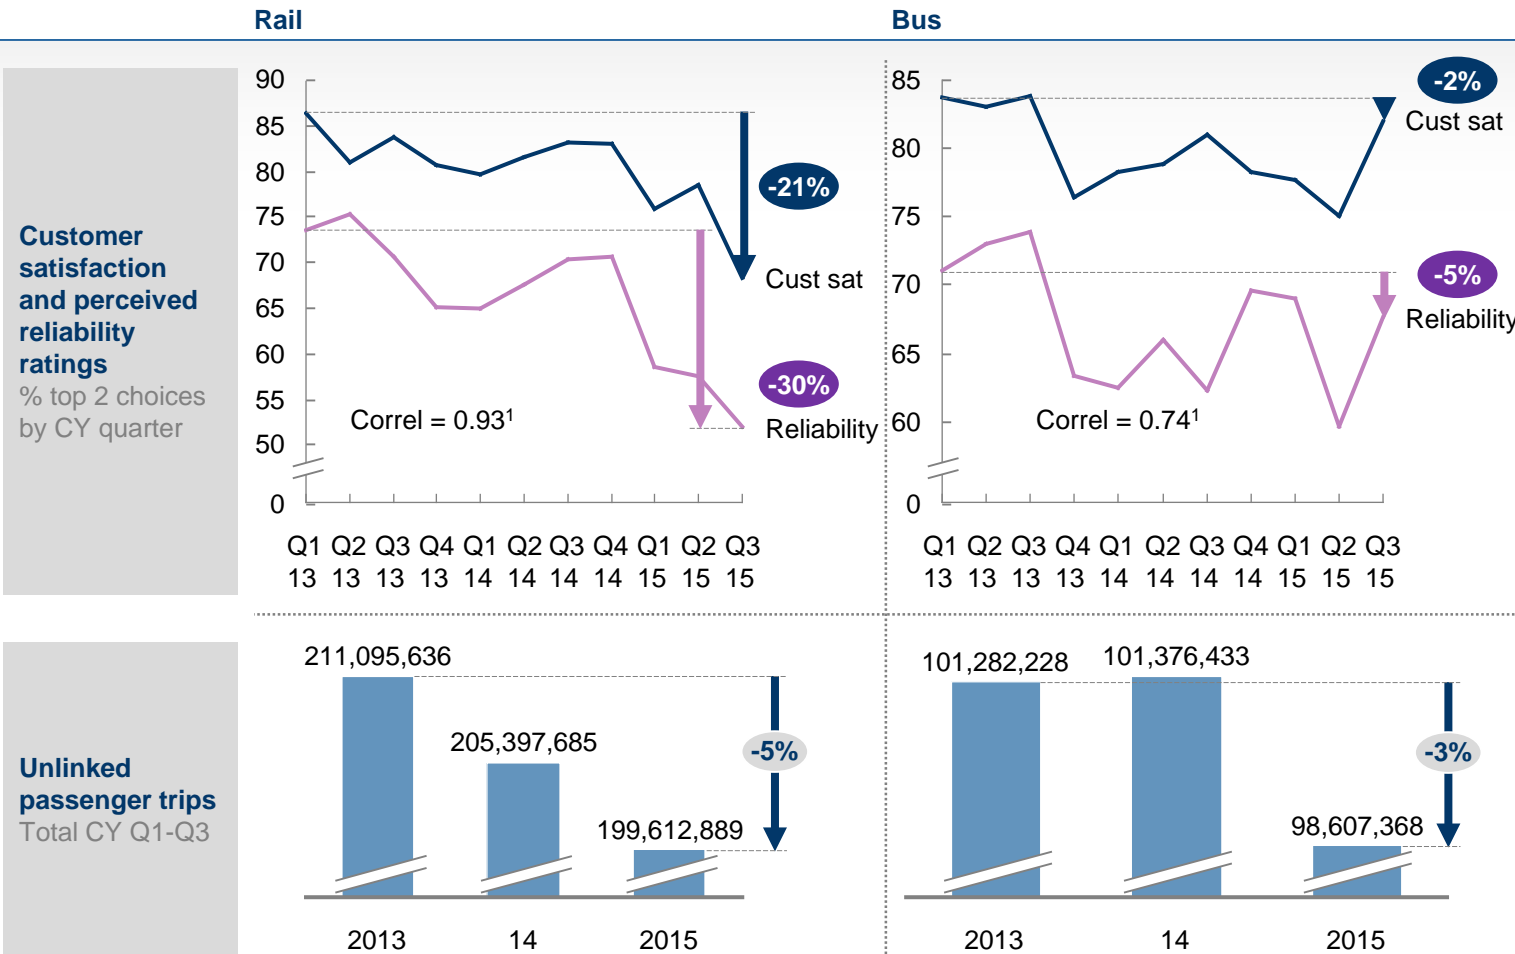 Rail
Bus
Customer
satisfaction
and perceived
reliability
ratings
% top 2 choices
by CY quarter
90
85
80
75
70
65
60
55
50
0
-21%
Cust sat
-30%
Reliability
Correl = 0.93¹
Q1 Q2 Q3 Q4 Q1 Q2 Q3 Q4 Q1 Q2 Q3
13 13 13 13 14 14 14 14 15 15 15
85
80
75
70
65
60
0
-2%
Cust sat
-5%
Reliability
Correl = 0.74¹
Q1 Q2 Q3 Q4 Q1 Q2 Q3 Q4 Q1 Q2 Q3
13 13 13 13 14 14 14 14 15 15 15
Unlinked
passenger trips
Total CY Q1-Q3
211,095,636
205,397,685
199,612,889
-5%
2013 14 2015
101,282,228 101,376,433
98,607,368
-3%
2013 14 2015